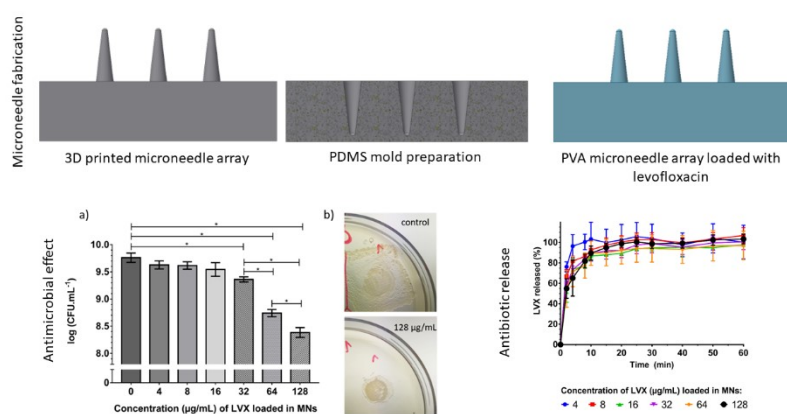 Microneedle fabrication
3D printed microneedle array
PDMS mold preparation
PVA microneedle array loaded with
levofloxacin
Antimicrobial effect
a)
* * * * * *
log (CFU.mL⁻¹)
10.0
9.5
9.0
8.5
8.0
0 4 8 16 32 64 128
Concentration (µg/mL) of LVX loaded in MNs
b)
control
128 µg/mL
Antibiotic release
LVX released (%)
120
100
80
60
40
20
0
0 10 20 30 40 50 60
Time (min)
Concentration of LVX (µg/mL) loaded in MNs:
4 8 16 32 64 128